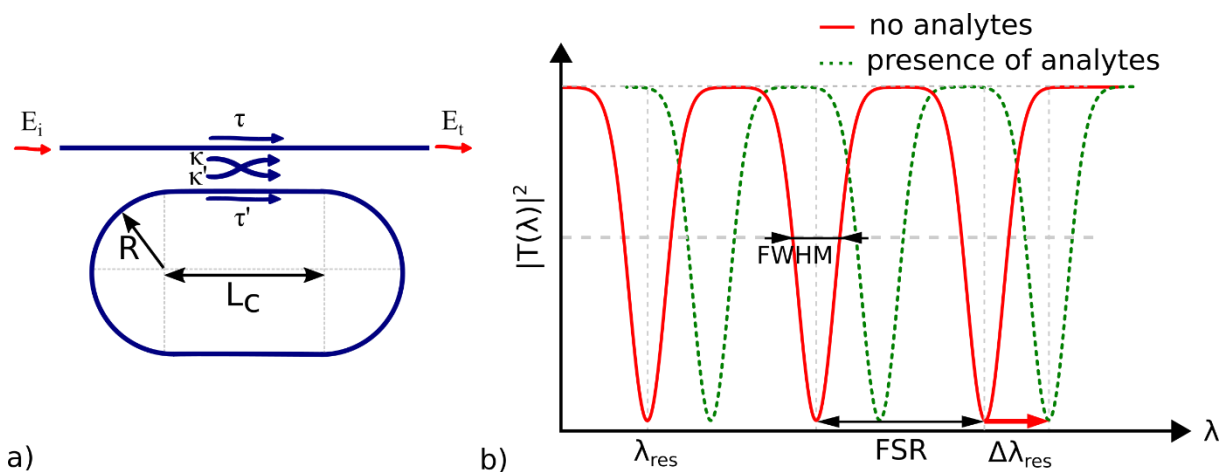 E_i
τ
E_t
κ
κ'
τ'
R
L_C
a)
no analytes
presence of analytes
|T(λ)|²
FWHM
λ_res
FSR
Δλ_res
λ
b)